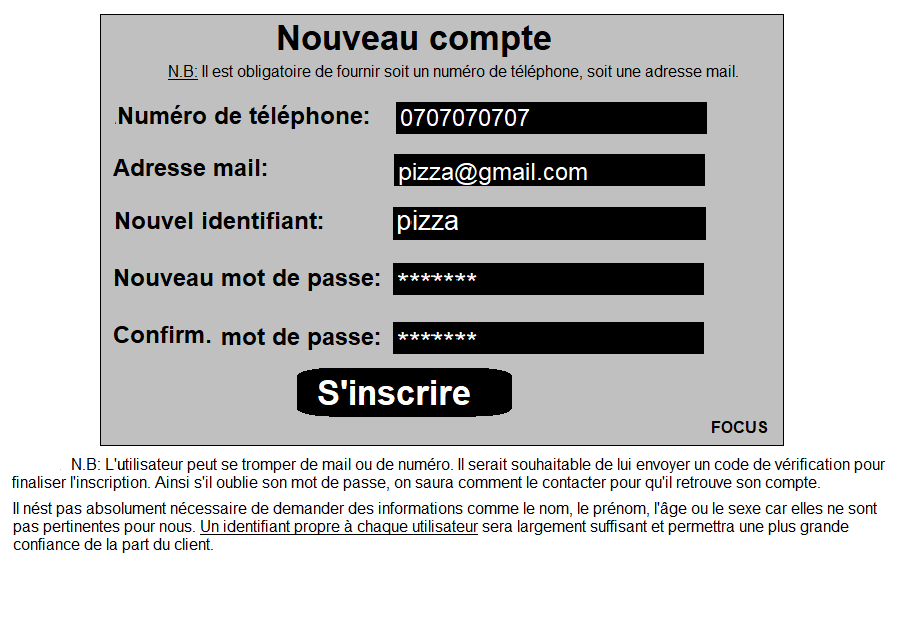 Nouveau compte
N.B: Il est obligatoire de fournir soit un numéro de téléphone, soit une adresse mail.
Numéro de téléphone: 0707070707
Adresse mail: pizza@gmail.com
Nouvel identifiant: pizza
Nouveau mot de passe: *******
Confirm. mot de passe: *******
S'inscrire
FOCUS
N.B: L'utilisateur peut se tromper de mail ou de numéro. Il serait souhaitable de lui envoyer un code de vérification pour
finaliser l'inscription. Ainsi s'il oublie son mot de passe, on saura comment le contacter pour qu'il retrouve son compte.
Il nést pas absolument nécessaire de demander des informations comme le nom, le prénom, l'âge ou le sexe car elles ne sont
pas pertinentes pour nous. Un identifiant propre à chaque utilisateur sera largement suffisant et permettra une plus grande
confiance de la part du client.